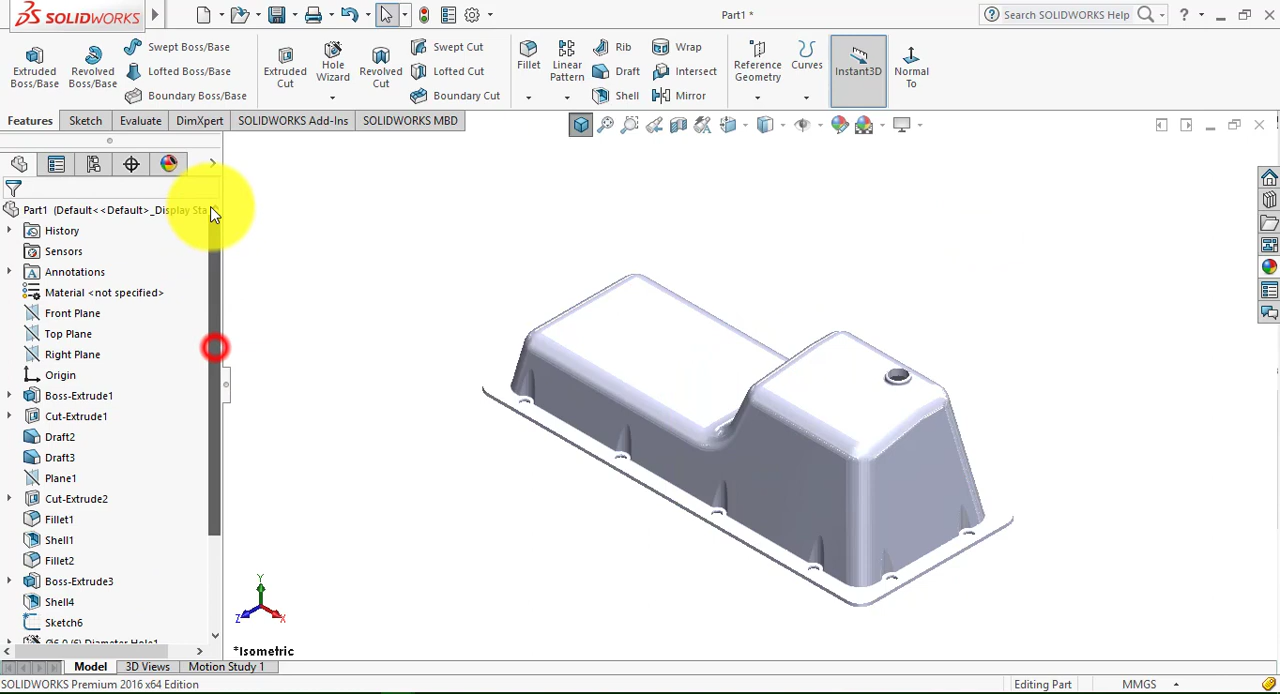 SOLIDWORKS
Part1 *
Search SOLIDWORKS Help
Extruded Boss/Base
Revolved Boss/Base
Swept Boss/Base
Lofted Boss/Base
Boundary Boss/Base
Extruded Cut
Hole Wizard
Revolved Cut
Swept Cut
Lofted Cut
Boundary Cut
Fillet
Linear Pattern
Rib
Draft
Shell
Wrap
Intersect
Mirror
Reference Geometry
Curves
Instant3D
Normal To
Features
Sketch
Evaluate
DimXpert
SOLIDWORKS Add-Ins
SOLIDWORKS MBD
Part1 (Default<<Default>_Display Sta
History
Sensors
Annotations
Material <not specified>
Front Plane
Top Plane
Right Plane
Origin
Boss-Extrude1
Cut-Extrude1
Draft2
Draft3
Plane1
Cut-Extrude2
Fillet1
Shell1
Fillet2
Boss-Extrude3
Shell4
Sketch6
Ø6.0 (6) Diameter Hole1
Y
Z
X
*Isometric
Model
3D Views
Motion Study 1
SOLIDWORKS Premium 2016 x64 Edition
Editing Part
MMGS